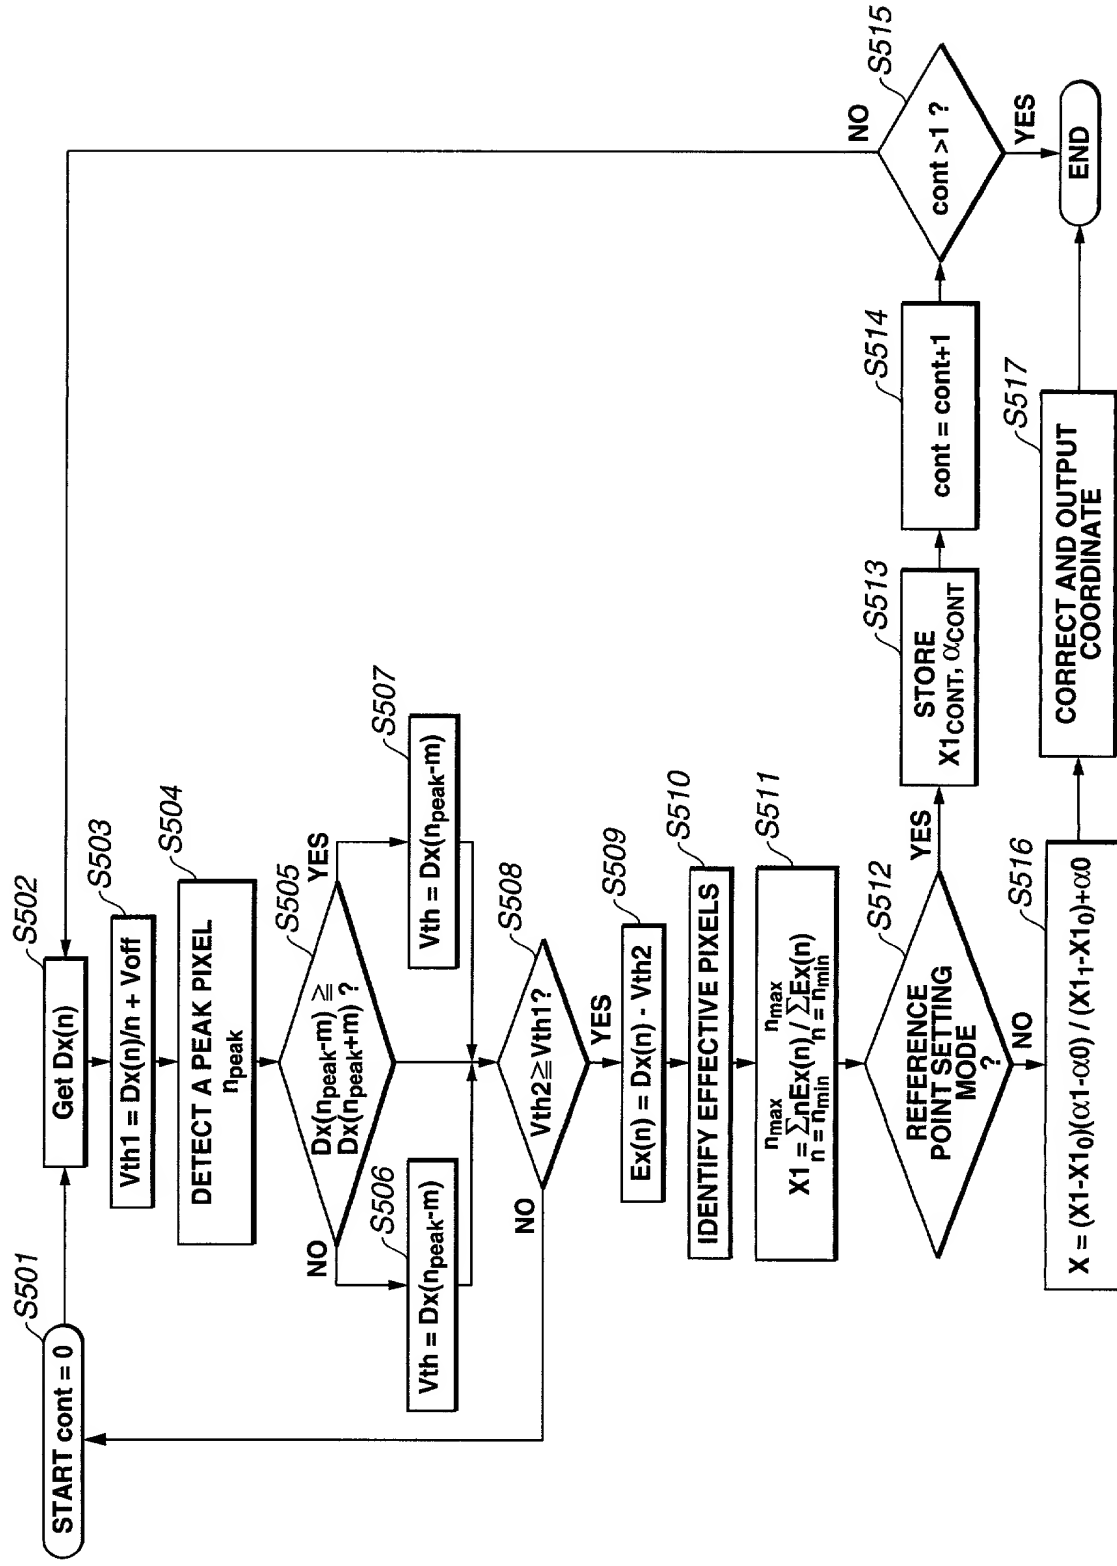 S501
START cont = 0
S502
Get Dx(n)
S503
Vth1 = Dx(n)/n + Voff
S504
DETECT A PEAK PIXEL
npeak
S505
Dx(npeak-m) ≧
Dx(npeak+m) ?
NO
YES
S506
Vth = Dx(npeak-m)
S507
Vth = Dx(npeak-m)
S508
Vth2≧Vth1?
NO
YES
S509
Ex(n) = Dx(n) - Vth2
S510
IDENTIFY EFFECTIVE PIXELS
S511
nmax nmax
X1 = ΣnEx(n) / ΣEx(n)
n = nmin n = nmin
S512
REFERENCE
POINT SETTING
MODE
?
YES
NO
S513
STORE
X1CONT, αCONT
S514
cont = cont+1
S515
cont >1 ?
NO
YES
S516
X = (X1-X10)(α1-α0) / (X11-X10)+α0
S517
CORRECT AND OUTPUT
COORDINATE
END